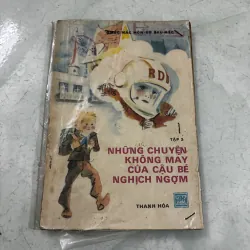 RDI
TẬP 2
NHỮNG CHUYỆN
KHÔNG MAY
CỦA CẬU BÉ
NGHỊCH NGỢM
THANH HÓA